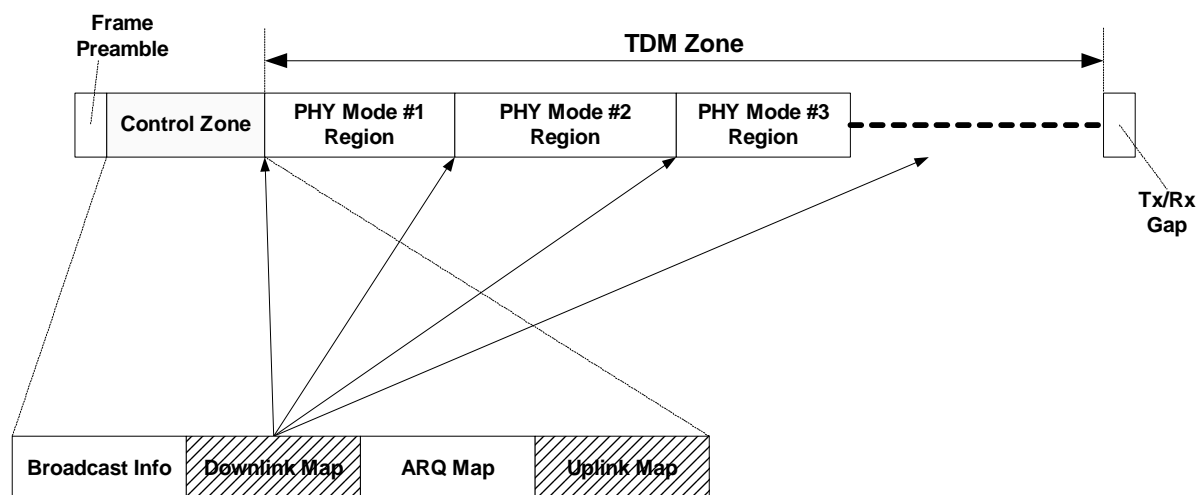 Frame
Preamble
TDM Zone
Control Zone
PHY Mode #1
Region
PHY Mode #2
Region
PHY Mode #3
Region
Tx/Rx
Gap
Broadcast Info
Downlink Map
ARQ Map
Uplink Map